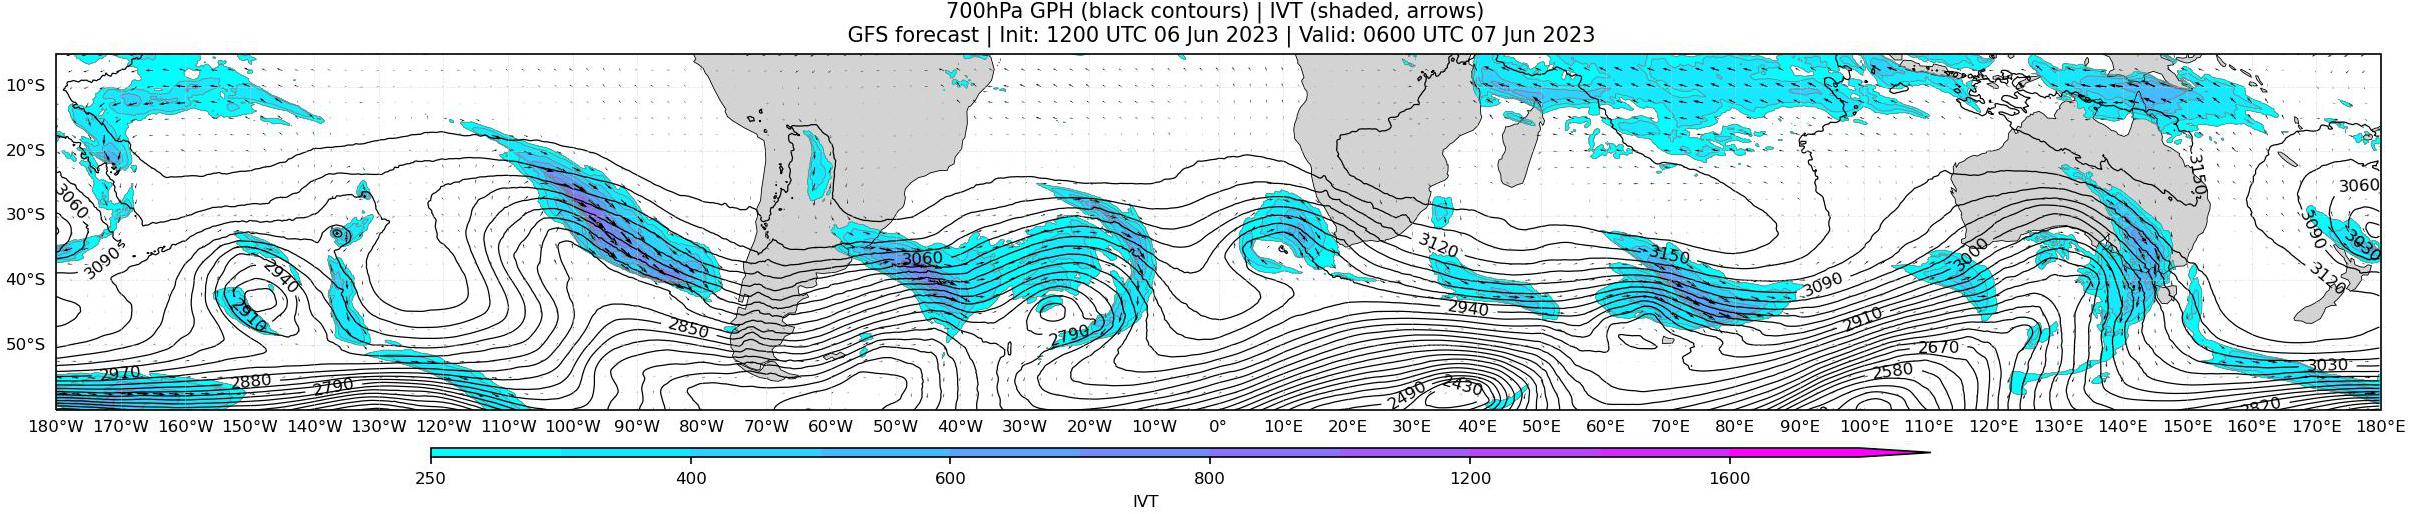 700hPa GPH (black contours) | IVT (shaded, arrows)
GFS forecast | Init: 1200 UTC 06 Jun 2023 | Valid: 0600 UTC 07 Jun 2023
10°S
20°S
30°S
40°S
50°S
3060
3090
2940
2910
2970
2880
2790
2850
3060
2790
3120
2940
2490
2430
3150
3090
2910
2670
2580
3000
3150
3060
3090
3030
3120
3030
2820
180°W 170°W 160°W 150°W 140°W 130°W 120°W 110°W 100°W 90°W 80°W 70°W 60°W 50°W 40°W 30°W 20°W 10°W 0° 10°E 20°E 30°E 40°E 50°E 60°E 70°E 80°E 90°E 100°E 110°E 120°E 130°E 140°E 150°E 160°E 170°E 180°E
250 400 600 800 1200 1600
IVT